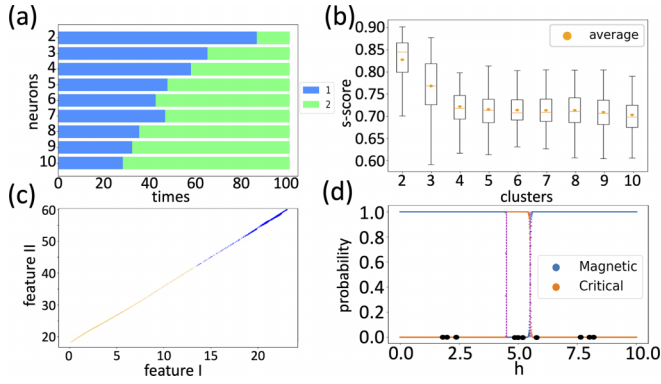 (a)
2
3
4
5
6
7
8
9
10
neurons
0 20 40 60 80 100
times
1
2
(b)
0.90
0.85
0.80
0.75
0.70
0.65
0.60
s-score
average
2 3 4 5 6 7 8 9 10
clusters
(c)
60
50
40
30
20
feature II
0 5 10 15 20
feature I
(d)
1.0
0.8
0.6
0.4
0.2
0.0
probability
Magnetic
Critical
0.0 2.5 5.0 7.5 10.0
h